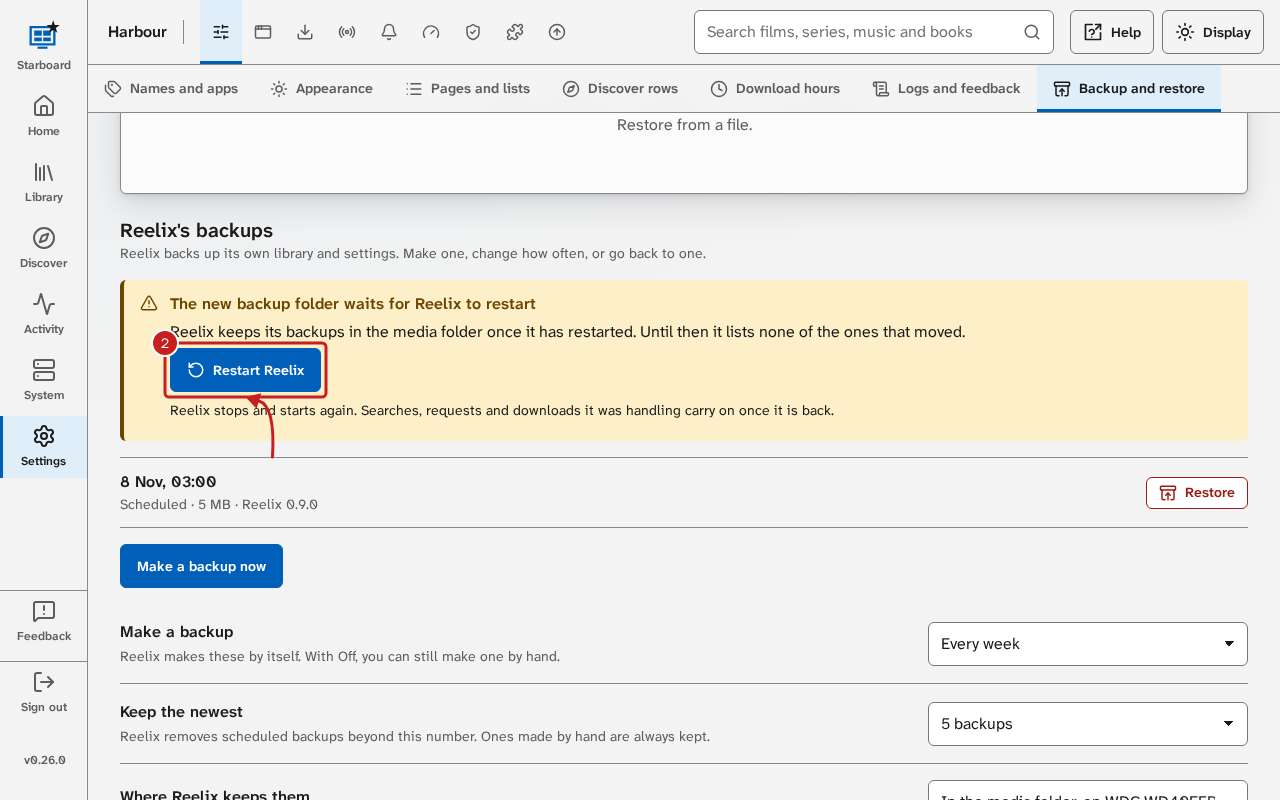 Starboard
Home
Library
Discover
Activity
System
Settings
Feedback
Sign out
v0.26.0
Harbour
Search films, series, music and books
Help
Display
Names and apps
Appearance
Pages and lists
Discover rows
Download hours
Logs and feedback
Backup and restore
Restore from a file.
Reelix's backups
Reelix backs up its own library and settings. Make one, change how often, or go back to one.
The new backup folder waits for Reelix to restart
Reelix keeps its backups in the media folder once it has restarted. Until then it lists none of the ones that moved.
2
Restart Reelix
Reelix stops and starts again. Searches, requests and downloads it was handling carry on once it is back.
8 Nov, 03:00
Scheduled · 5 MB · Reelix 0.9.0
Restore
Make a backup now
Make a backup
Reelix makes these by itself. With Off, you can still make one by hand.
Every week
Keep the newest
Reelix removes scheduled backups beyond this number. Ones made by hand are always kept.
5 backups
Where Reelix keeps them
In the media folder, on WDC